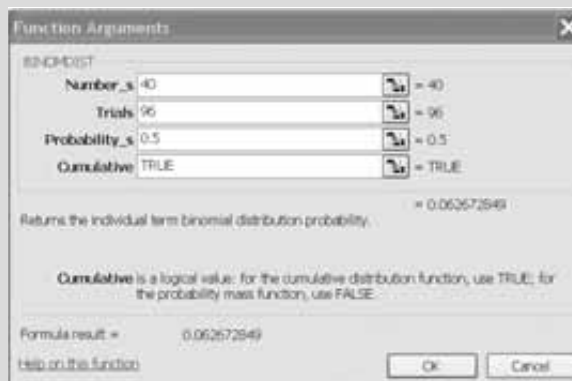 Function Arguments
BINOMDIST
Number_s 40 = 40
Trials 96 = 96
Probability_s 0.5 = 0.5
Cumulative TRUE = TRUE
= 0.062672849
Returns the individual term binomial distribution probability.
Cumulative is a logical value: for the cumulative distribution function, use TRUE; for
the probability mass function, use FALSE.
Formula result = 0.062672849
Help on this function OK Cancel